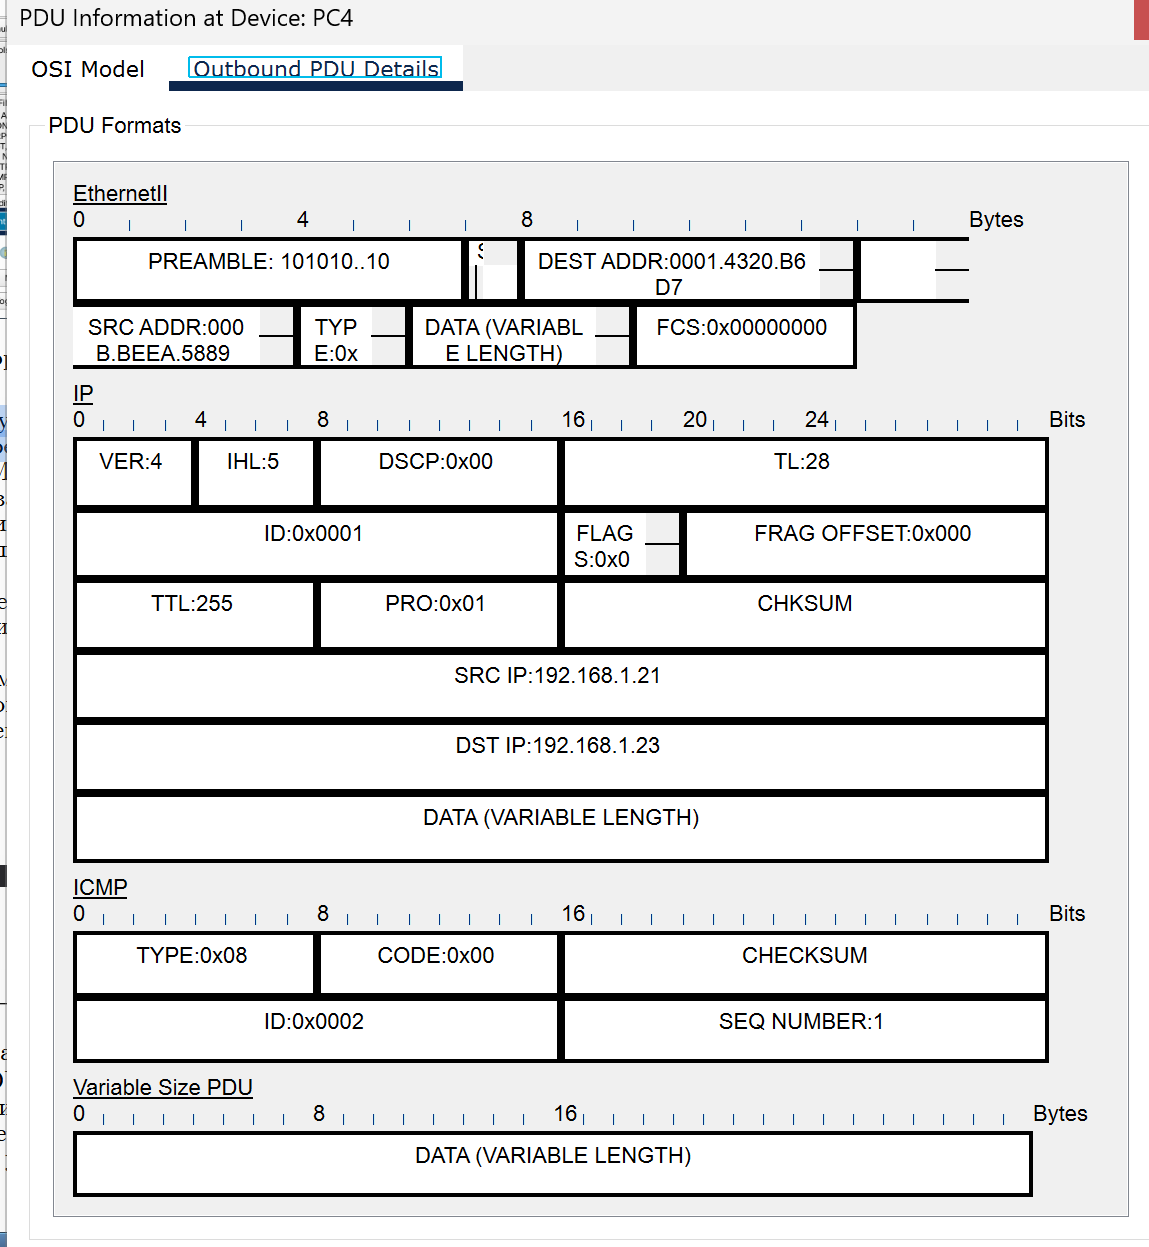 PDU Information at Device: PC4
OSI Model
Outbound PDU Details
PDU Formats
EthernetII
0 4 8 Bytes
PREAMBLE: 101010..10
DEST ADDR:0001.4320.B6
D7
SRC ADDR:000
B.BEEA.5889
TYP
E:0x
DATA (VARIABL
E LENGTH)
FCS:0x00000000
IP
0 4 8 16 20 24 Bits
VER:4
IHL:5
DSCP:0x00
TL:28
ID:0x0001
FLAG
S:0x0
FRAG OFFSET:0x000
TTL:255
PRO:0x01
CHKSUM
SRC IP:192.168.1.21
DST IP:192.168.1.23
DATA (VARIABLE LENGTH)
ICMP
0 8 16 Bits
TYPE:0x08
CODE:0x00
CHECKSUM
ID:0x0002
SEQ NUMBER:1
Variable Size PDU
0 8 16 Bytes
DATA (VARIABLE LENGTH)